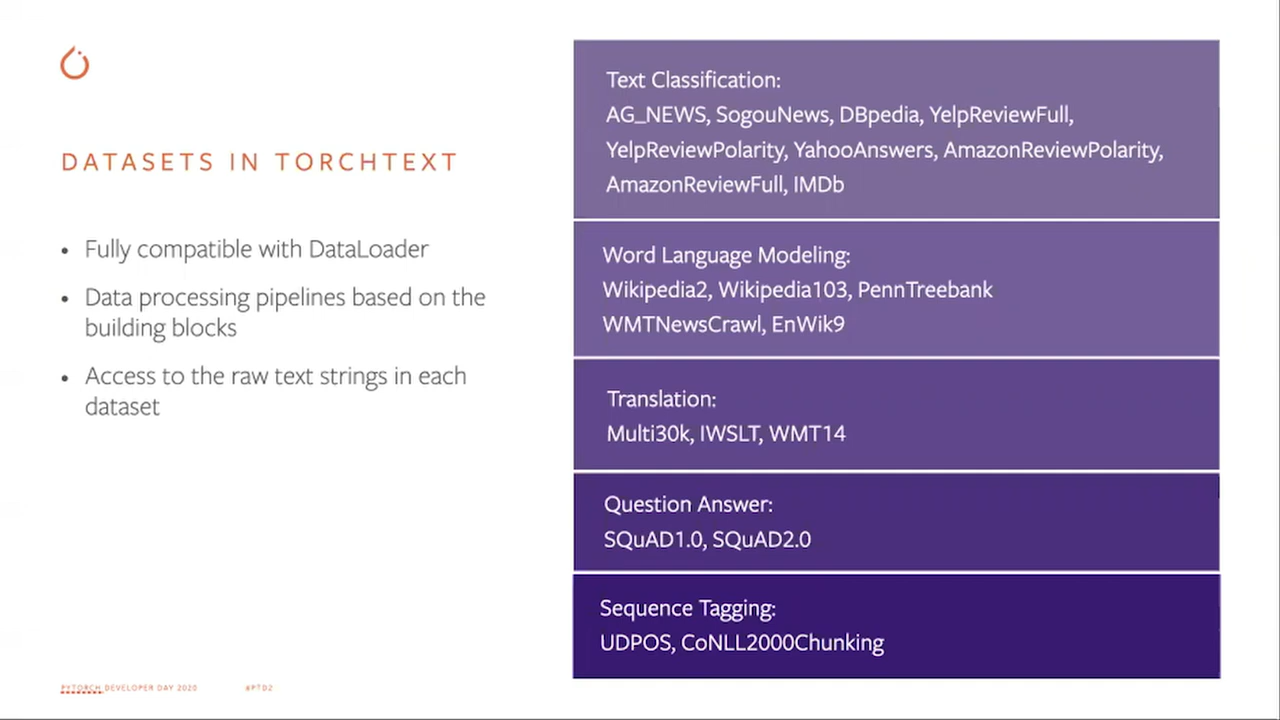 DATASETS IN TORCHTEXT
• Fully compatible with DataLoader
• Data processing pipelines based on the
building blocks
• Access to the raw text strings in each
dataset
Text Classification:
AG_NEWS, SogouNews, DBpedia, YelpReviewFull,
YelpReviewPolarity, YahooAnswers, AmazonReviewPolarity,
AmazonReviewFull, IMDb
Word Language Modeling:
Wikipedia2, Wikipedia103, PennTreebank
WMTNewsCrawl, EnWik9
Translation:
Multi30k, IWSLT, WMT14
Question Answer:
SQuAD1.0, SQuAD2.0
Sequence Tagging:
UDPOS, CoNLL2000Chunking
PYTORCH DEVELOPER DAY 2020 #PTD2